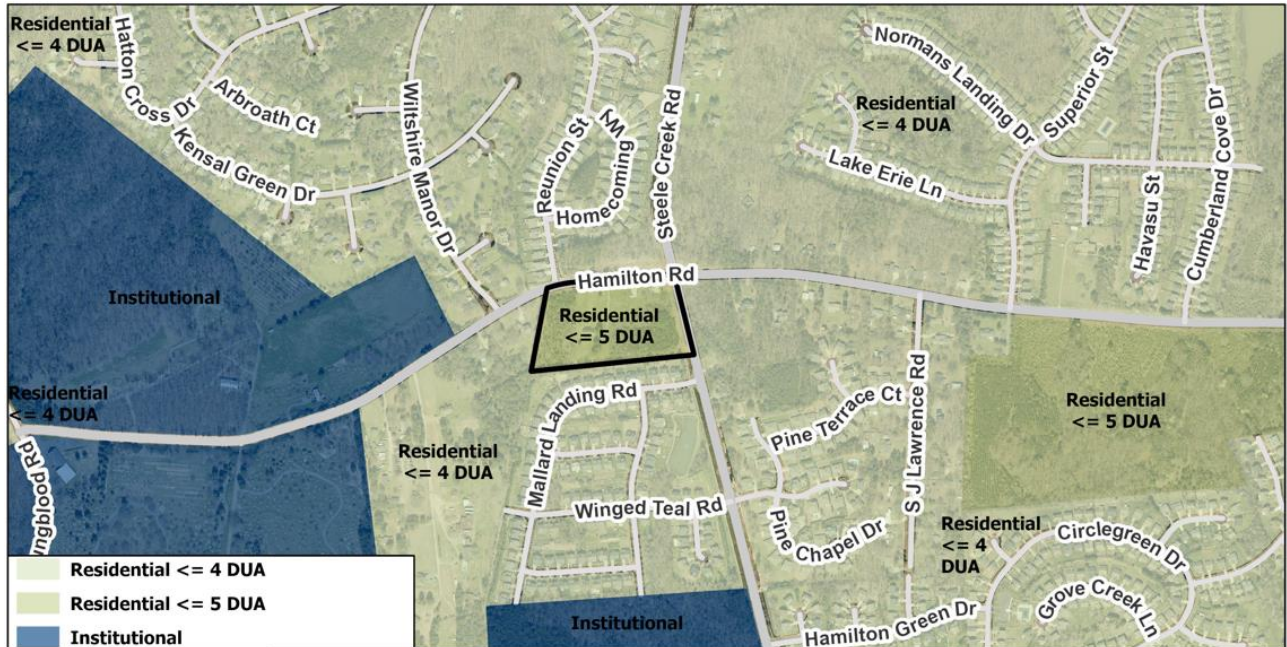 Residential
<= 4 DUA
Hatton Cross Dr
Arbroath Ct
Kensal Green Dr
Wiltshire Manor Dr
Reunion St
Homecoming Wy
Steele Creek Rd
Normans Landing Dr
Superior St
Residential
<= 4 DUA
Lake Erie Ln
Havasu St
Cumberland Cove Dr
Institutional
Hamilton Rd
Residential
<= 5 DUA
Residential
<= 4 DUA
Residential
<= 4 DUA
Mallard Landing Rd
Pine Terrace Ct
S J Lawrence Rd
Residential
<= 5 DUA
ungblood Rd
Winged Teal Rd
Pine Chapel Dr
Residential
<= 4
DUA
Circlegreen Dr
Grove Creek Ln
Institutional
Hamilton Green Dr
Residential <= 4 DUA
Residential <= 5 DUA
Institutional